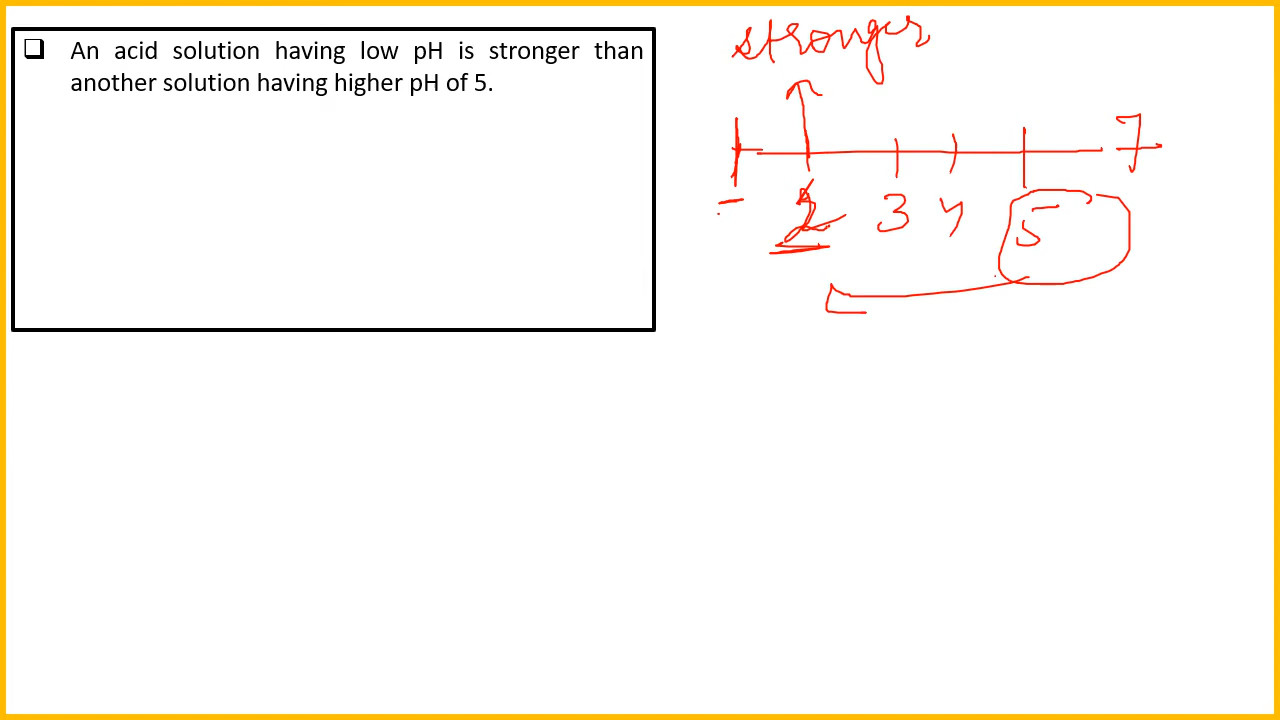 An acid solution having low pH is stronger than
another solution having higher pH of 5.
stronger
7
2 3 4 5